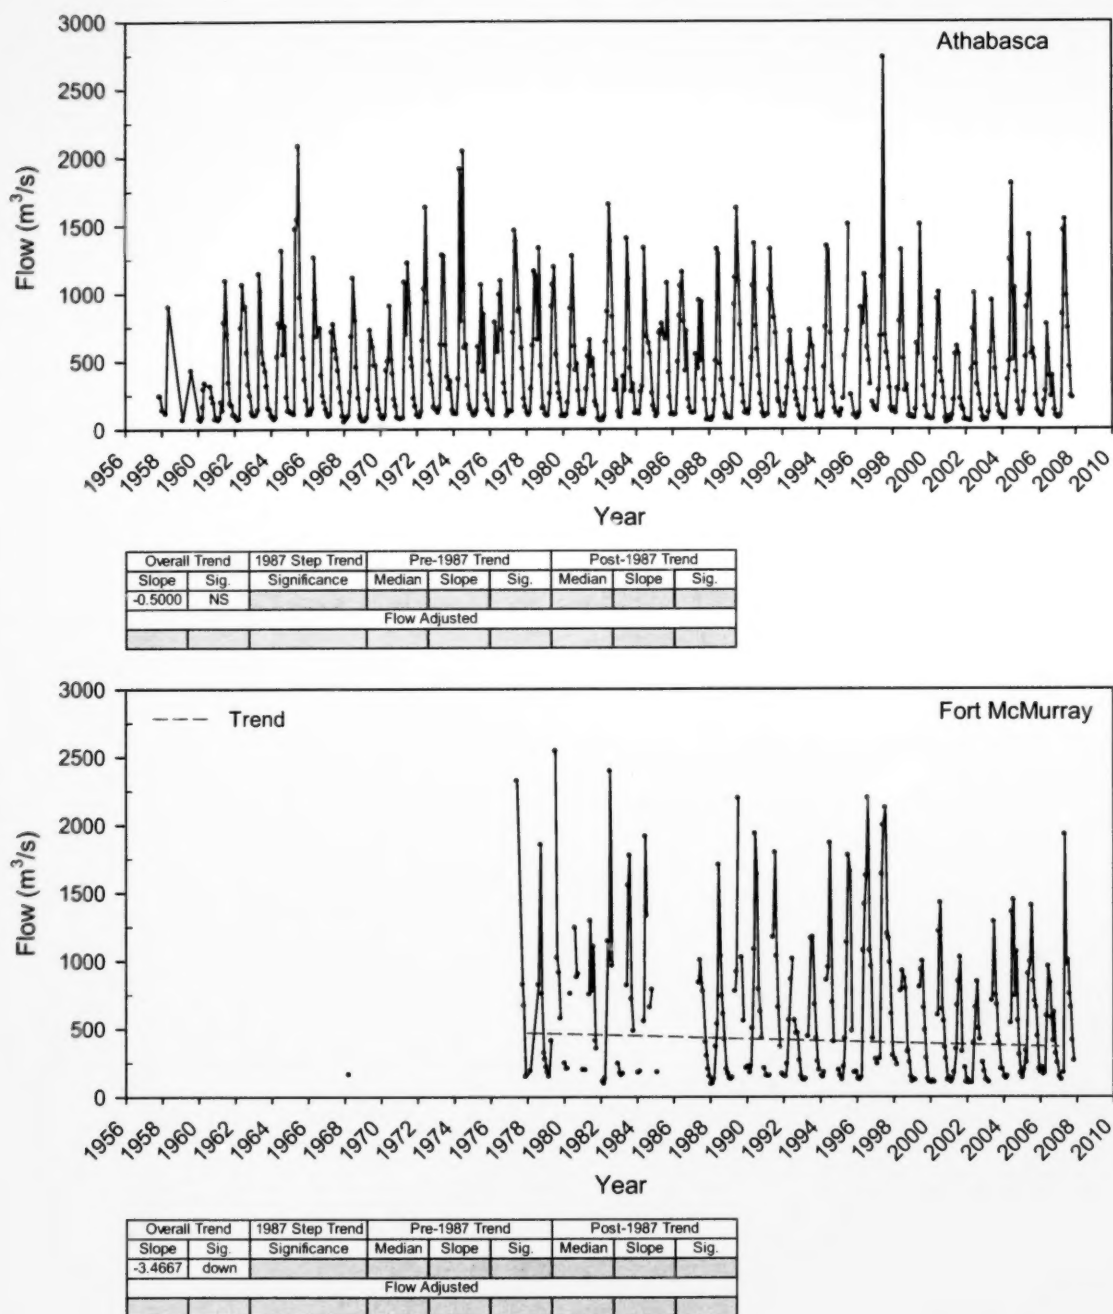 Athabasca
3000
2500
2000
1500
1000
500
0
Flow (m³/s)
1956 1958 1960 1962 1964 1966 1968 1970 1972 1974 1976 1978 1980 1982 1984 1986 1988 1990 1992 1994 1996 1998 2000 2002 2004 2006 2008 2010
Year
Overall Trend 1987 Step Trend Pre-1987 Trend Post-1987 Trend
Slope Sig. Significance Median Slope Sig. Median Slope Sig.
-0.5000 NS
Flow Adjusted
Fort McMurray
Trend
3000
2500
2000
1500
1000
500
0
Flow (m³/s)
1956 1958 1960 1962 1964 1966 1968 1970 1972 1974 1976 1978 1980 1982 1984 1986 1988 1990 1992 1994 1996 1998 2000 2002 2004 2006 2008 2010
Year
Overall Trend 1987 Step Trend Pre-1987 Trend Post-1987 Trend
Slope Sig. Significance Median Slope Sig. Median Slope Sig.
-3.4667 down
Flow Adjusted